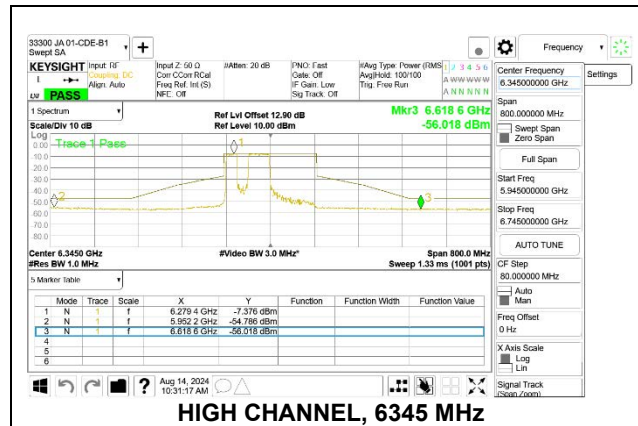 33300 JA 01-CDE-B1
Swept SA
Frequency
KEYSIGHT
Input: RF
Coupling: DC
Align: Auto
Input Z: 50 Ω
Corr CCorr RCal
Freq Ref: Int (S)
NFE: Off
#Atten: 20 dB
PNO: Fast
Gate: Off
IF Gain: Low
Sig Track: Off
#Avg Type: Power (RMS
Avg|Hold: 100/100
Trig: Free Run
1 2 3 4 5 6
A W W W W W
A N N N N N
PASS
Center Frequency
6.345000000 GHz
Settings
Span
800.000000 MHz
Swept Span
Zero Span
Full Span
Start Freq
5.945000000 GHz
Stop Freq
6.745000000 GHz
AUTO TUNE
CF Step
80.000000 MHz
Auto
Man
Freq Offset
0 Hz
X Axis Scale
Log
Lin
Signal Track
(Span Zoom)
1 Spectrum
Scale/Div 10 dB
Ref Lvl Offset 12.90 dB
Ref Level 10.00 dBm
Mkr3 6.618 6 GHz
-56.018 dBm
Log
Trace 1 Pass
0.00
-10.0
-20.0
-30.0
-40.0
-50.0
-60.0
-70.0
-80.0
1
2
3
Center 6.3450 GHz
#Res BW 1.0 MHz
#Video BW 3.0 MHz*
Span 800.0 MHz
Sweep 1.33 ms (1001 pts)
5 Marker Table
Mode Trace Scale X Y Function Function Width Function Value
1 N 1 f 6.279 4 GHz -7.376 dBm
2 N 1 f 5.952 2 GHz -54.786 dBm
3 N 1 f 6.618 6 GHz -56.018 dBm
4
5
6
Aug 14, 2024
10:31:17 AM
HIGH CHANNEL, 6345 MHz